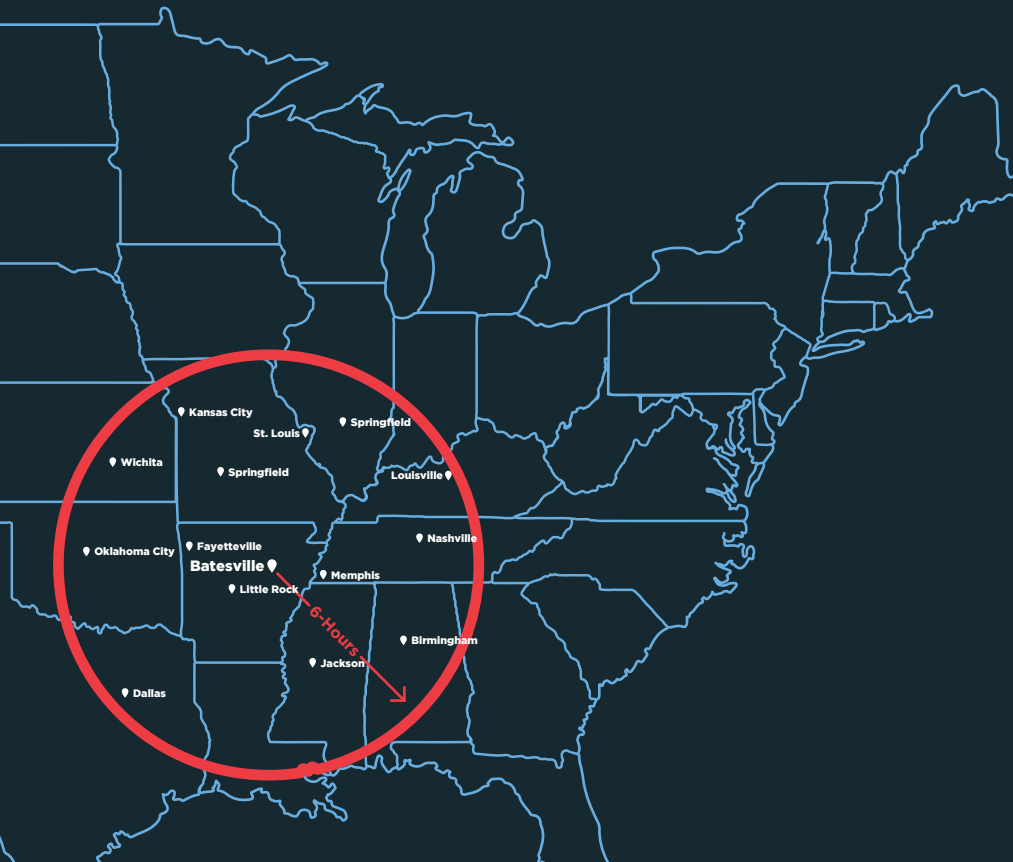 Kansas City
Springfield
St. Louis
Wichita
Springfield
Louisville
Nashville
Fayetteville
Oklahoma City
Batesville
Memphis
Little Rock
6-Hours
Birmingham
Jackson
Dallas